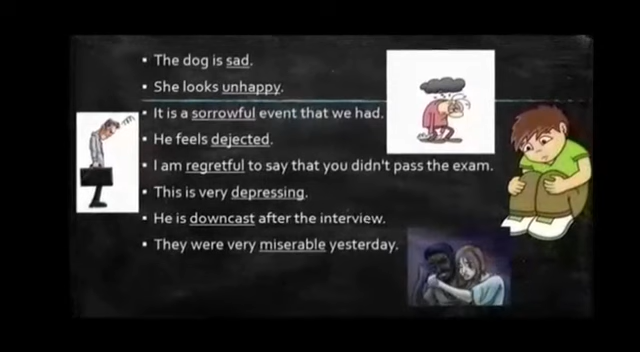 The dog is sad.
She looks unhappy.
It is a sorrowful event that we had.
He feels dejected.
I am regretful to say that you didn't pass the exam.
This is very depressing.
He is downcast after the interview.
They were very miserable yesterday.